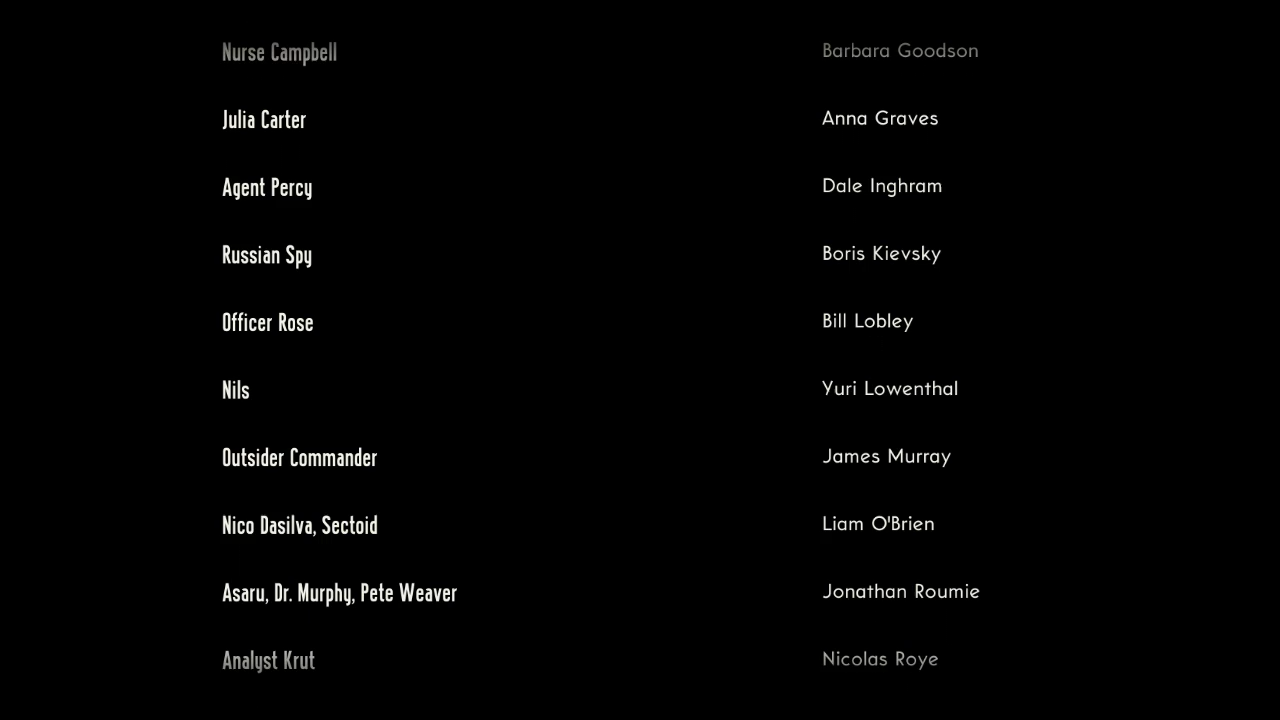 Nurse Campbell Barbara Goodson
Julia Carter Anna Graves
Agent Percy Dale Inghram
Russian Spy Boris Kievsky
Officer Rose Bill Lobley
Nils Yuri Lowenthal
Outsider Commander James Murray
Nico Dasilva, Sectoid Liam O'Brien
Asaru, Dr. Murphy, Pete Weaver Jonathan Roumie
Analyst Krut Nicolas Roye